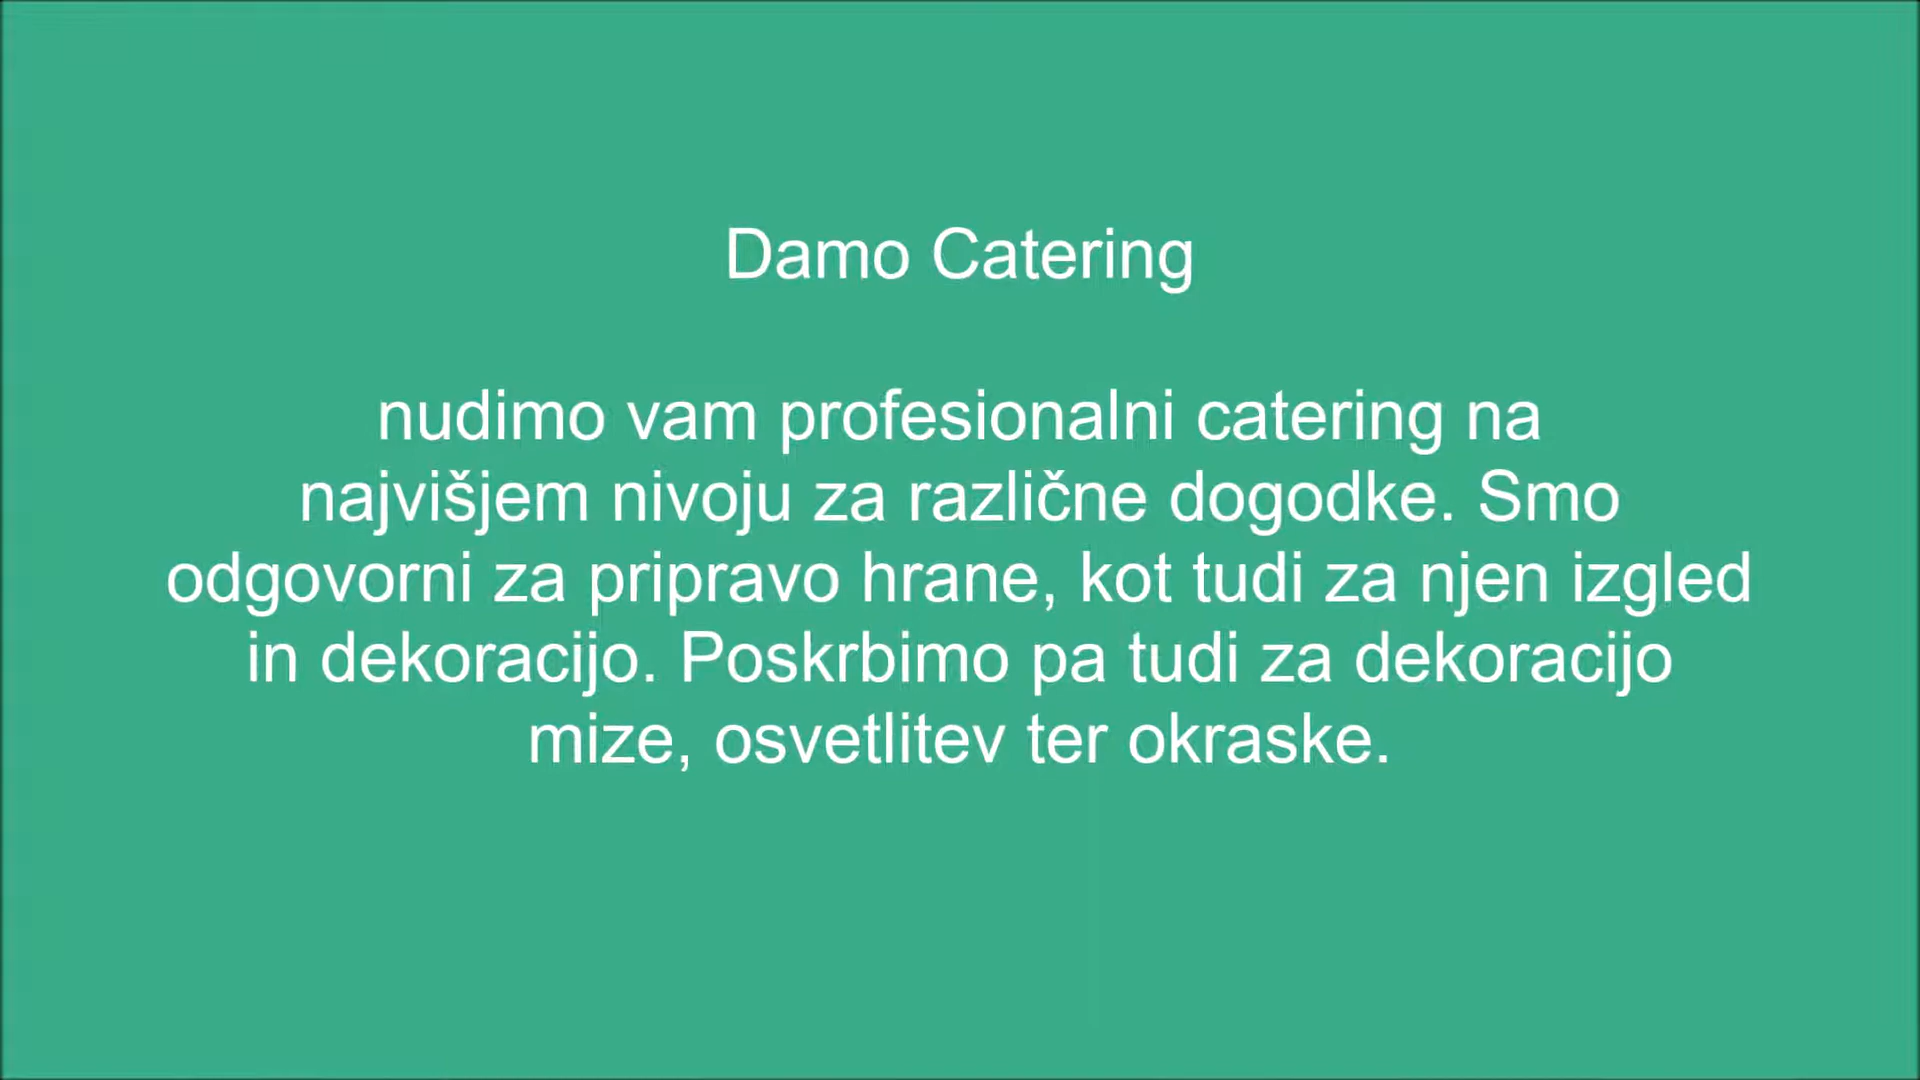 Damo Catering
nudimo vam profesionalni catering na
najvišjem nivoju za različne dogodke. Smo
odgovorni za pripravo hrane, kot tudi za njen izgled
in dekoracijo. Poskrbimo pa tudi za dekoracijo
mize, osvetlitev ter okraske.